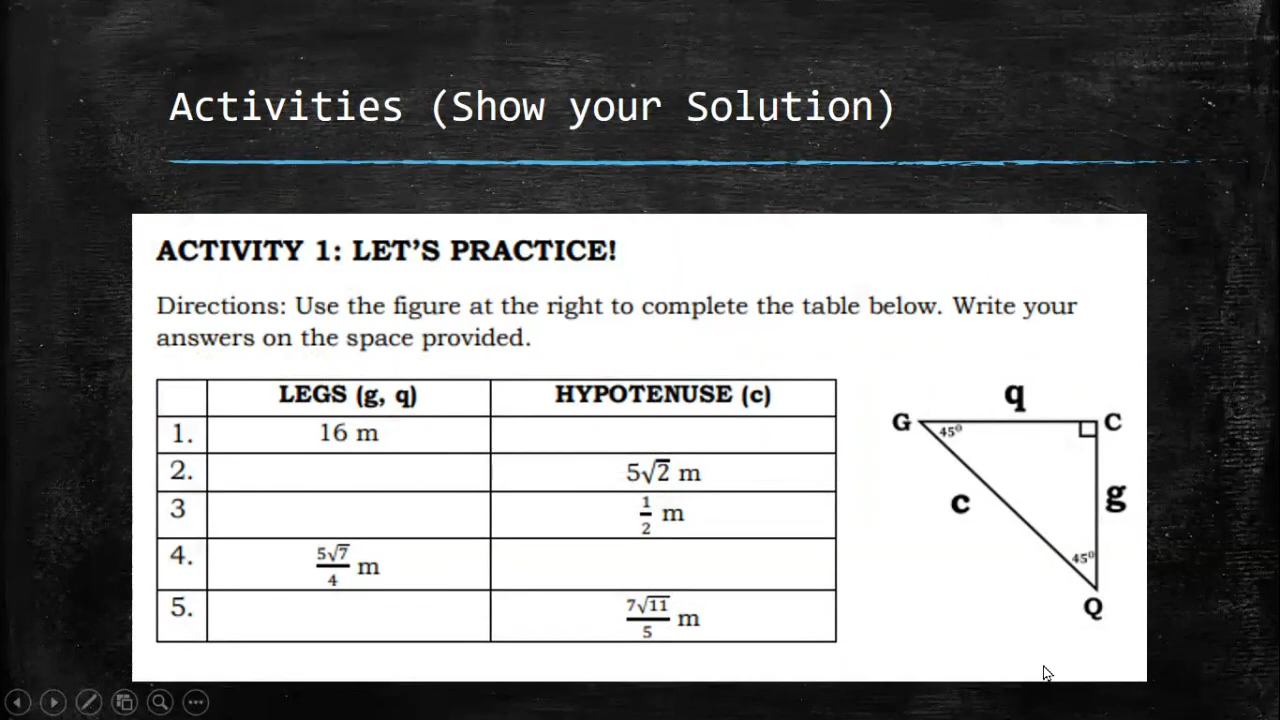 Activities (Show your Solution)
ACTIVITY 1: LET'S PRACTICE!
Directions: Use the figure at the right to complete the table below. Write your
answers on the space provided.
LEGS (g, q) HYPOTENUSE (c)
1. 16 m
2. 5√2 m
3 1/2 m
4. 5√7/4 m
5. 7√11/5 m
q
G 45⁰ C
c g
45⁰
Q